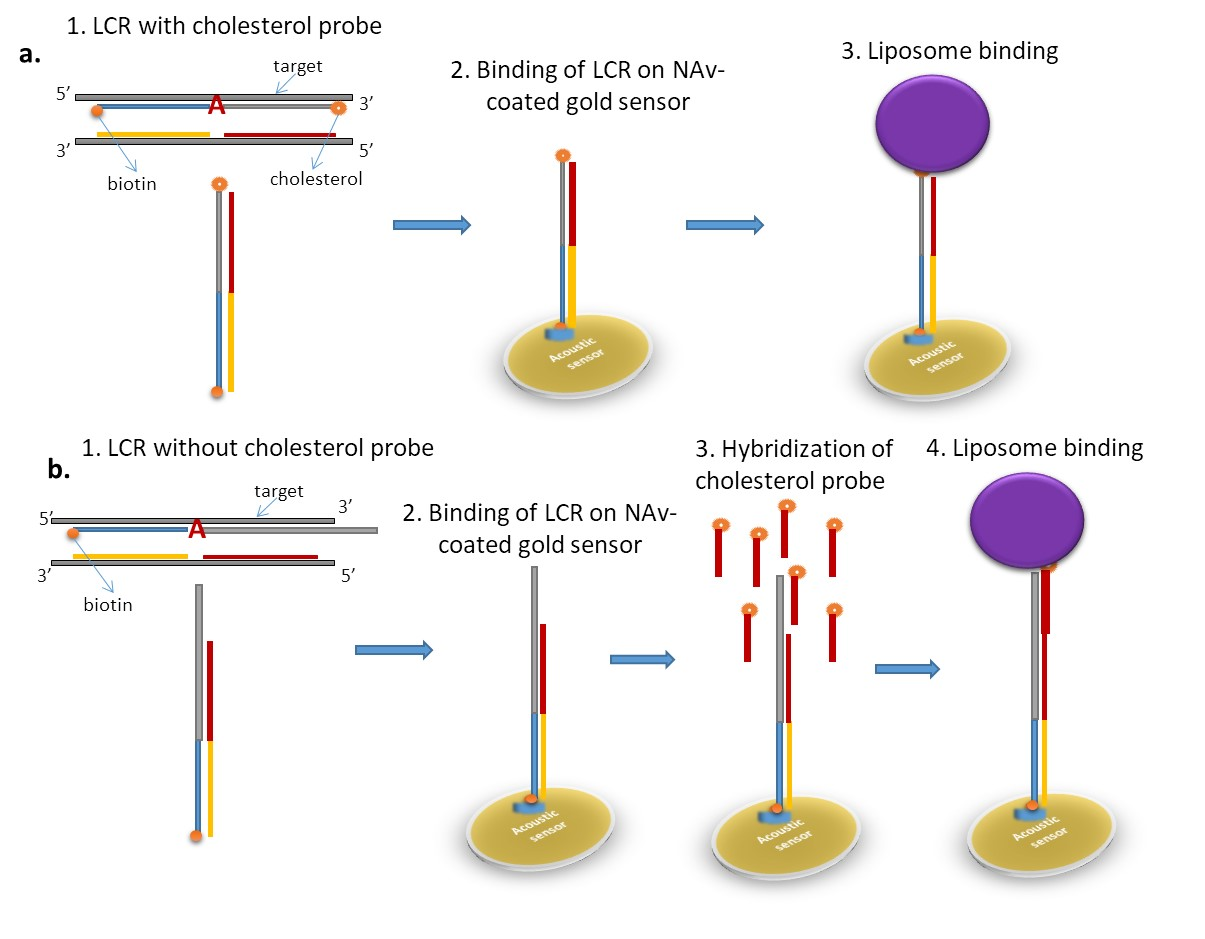 1. LCR with cholesterol probe
a.
target
5’
A
3’
3’
5’
biotin
cholesterol
2. Binding of LCR on NAv-
coated gold sensor
Acoustic
sensor
3. Liposome binding
Acoustic
sensor
1. LCR without cholesterol probe
b.
target
5’
3’
A
3’
5’
biotin
2. Binding of LCR on NAv-
coated gold sensor
Acoustic
sensor
3. Hybridization of
cholesterol probe
Acoustic
sensor
4. Liposome binding
Acoustic
sensor